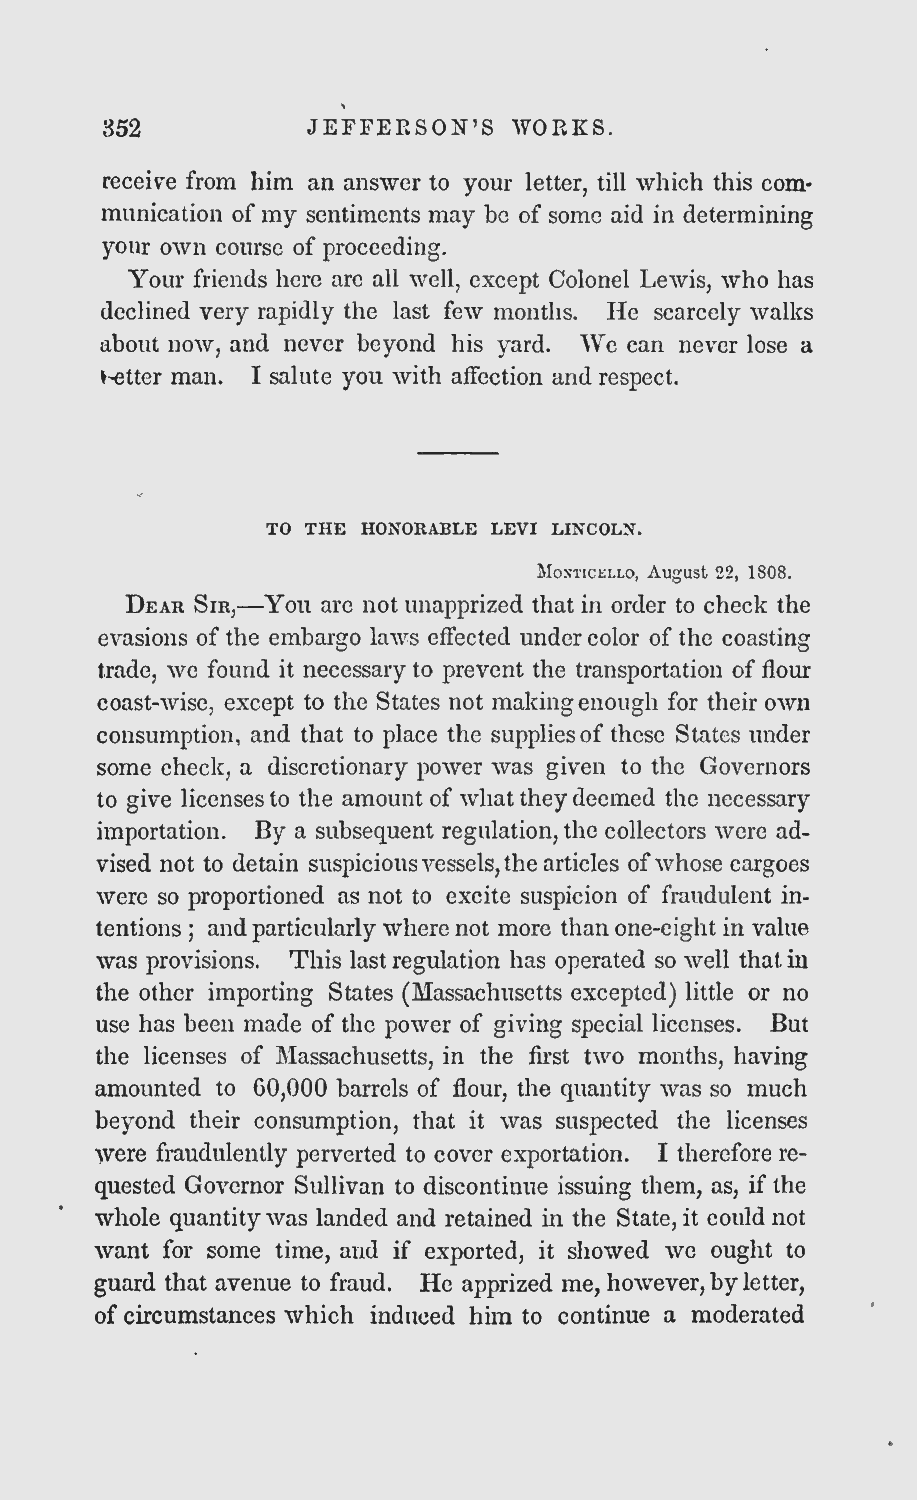 352 JEFFERSON'S WORKS.
receive from him an answer to your letter, till which this com-
munication of my sentiments may be of some aid in determining
your own course of proceeding.
Your friends here are all well, except Colonel Lewis, who has
declined very rapidly the last few months. He scarcely walks
about now, and never beyond his yard. We can never lose a
better man. I salute you with affection and respect.
TO THE HONORABLE LEVI LINCOLN.
MONTICELLO, August 22, 1808.
DEAR SIR,—You are not unapprized that in order to check the
evasions of the embargo laws effected under color of the coasting
trade, we found it necessary to prevent the transportation of flour
coast-wise, except to the States not making enough for their own
consumption, and that to place the supplies of these States under
some check, a discretionary power was given to the Governors
to give licenses to the amount of what they deemed the necessary
importation. By a subsequent regulation, the collectors were ad-
vised not to detain suspicious vessels, the articles of whose cargoes
were so proportioned as not to excite suspicion of fraudulent in-
tentions; and particularly where not more than one-eight in value
was provisions. This last regulation has operated so well that in
the other importing States (Massachusetts excepted) little or no
use has been made of the power of giving special licenses. But
the licenses of Massachusetts, in the first two months, having
amounted to 60,000 barrels of flour, the quantity was so much
beyond their consumption, that it was suspected the licenses
were fraudulently perverted to cover exportation. I therefore re-
quested Governor Sullivan to discontinue issuing them, as, if the
whole quantity was landed and retained in the State, it could not
want for some time, and if exported, it showed we ought to
guard that avenue to fraud. He apprized me, however, by letter,
of circumstances which induced him to continue a moderated